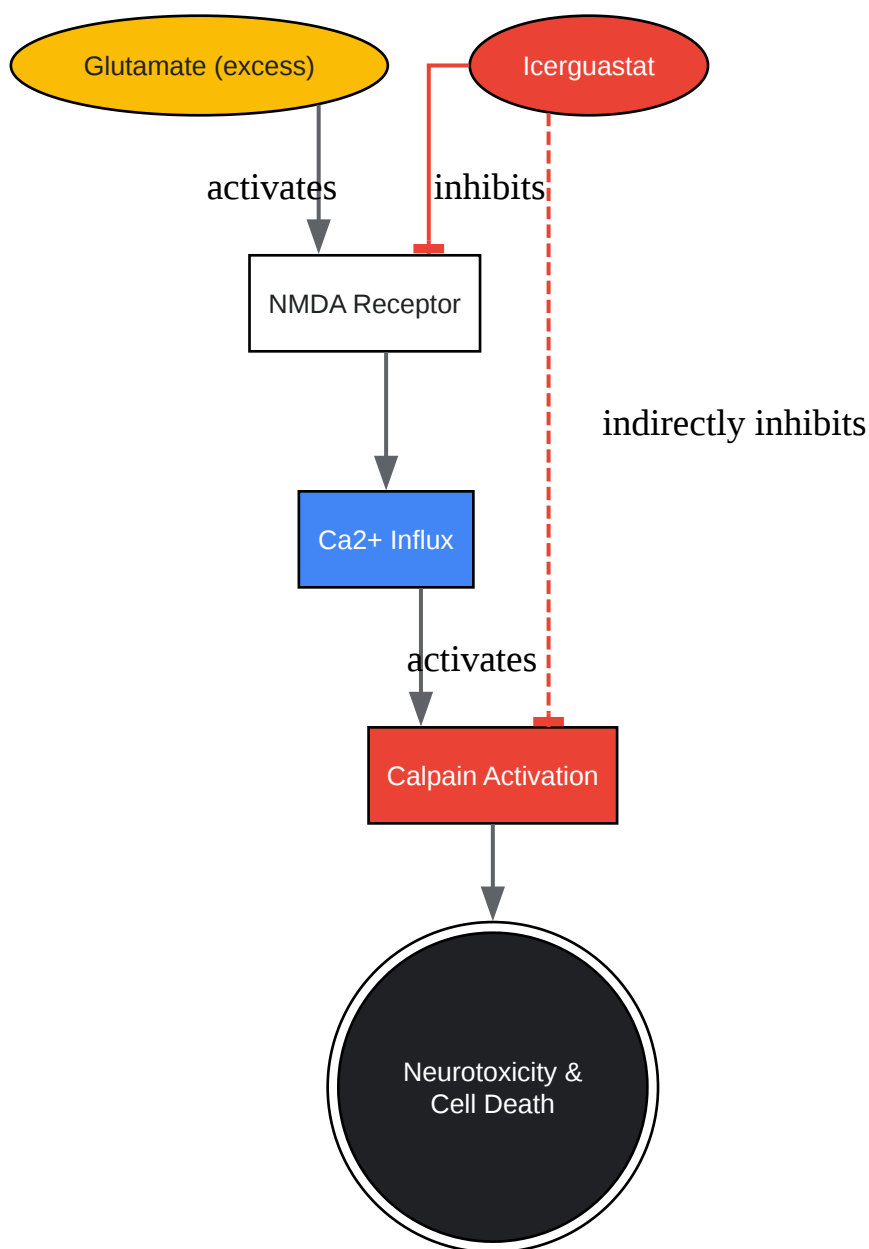 Glutamate (excess)
Icerguastat
activates
inhibits
NMDA Receptor
indirectly inhibits
Ca2+ Influx
activates
Calpain Activation
Neurotoxicity &
Cell Death